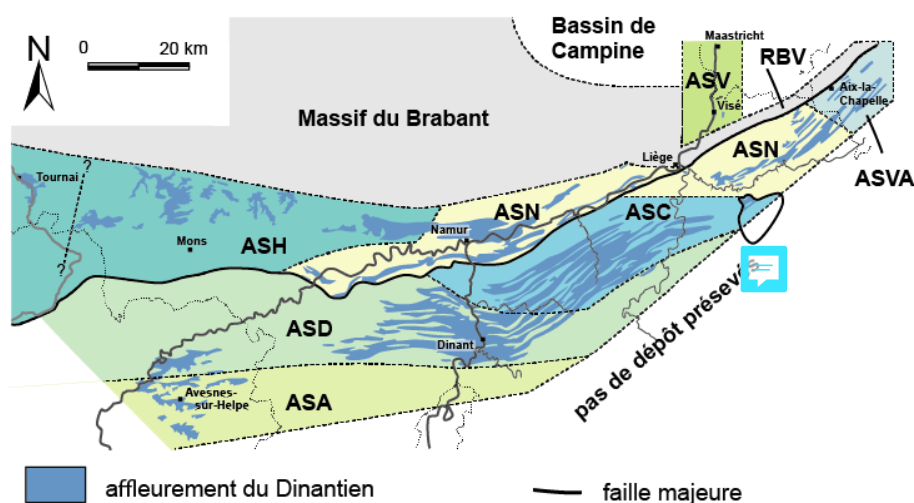 N
0 20 km
Bassin de
Campine
Maastricht
RBV
ASV
Visé
Aix-la-
Chapelle
Massif du Brabant
Liège
ASN
ASVA
?
Tournai
ASN
ASC
Namur
Mons
ASH
?
ASD
Dinant
pas de dépôt présevé
?
Avesnes-
sur-Helpe
ASA
affleurement du Dinantien
faille majeure